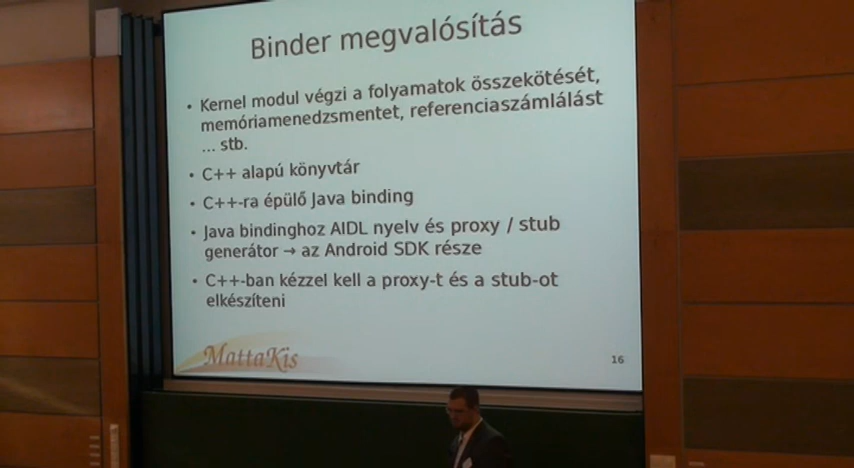 Binder megvalósítás
• Kernel modul végzi a folyamatok összekötését,
memóriamenedzsmentet, referenciaszámlálást
... stb.
• C++ alapú könyvtár
• C++-ra épülő Java binding
• Java bindinghoz AIDL nyelv és proxy / stub
generátor → az Android SDK része
• C++-ban kézzel kell a proxy-t és a stub-ot
elkészíteni
MattaKis
16